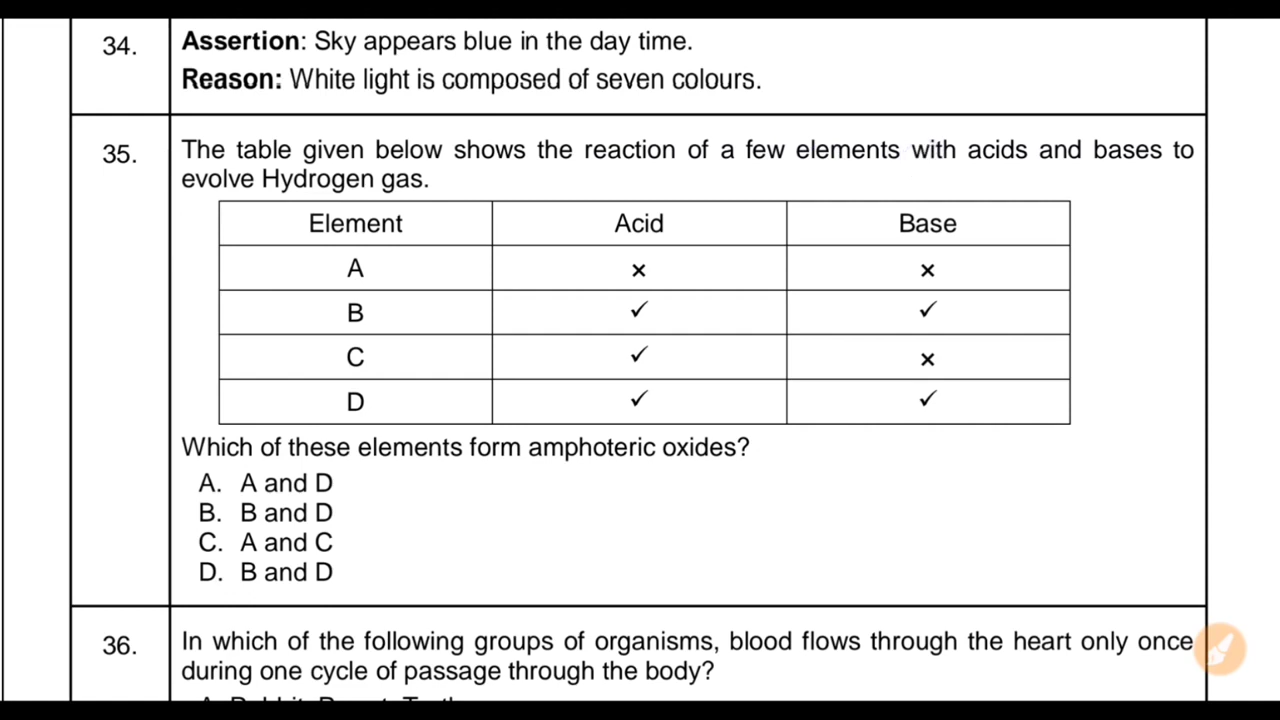 34.
Assertion: Sky appears blue in the day time.
Reason: White light is composed of seven colours.
35.
The table given below shows the reaction of a few elements with acids and bases to
evolve Hydrogen gas.
Element Acid Base
A × ×
B ✓ ✓
C ✓ ×
D ✓ ✓
Which of these elements form amphoteric oxides?
A. A and D
B. B and D
C. A and C
D. B and D
36.
In which of the following groups of organisms, blood flows through the heart only once
during one cycle of passage through the body?